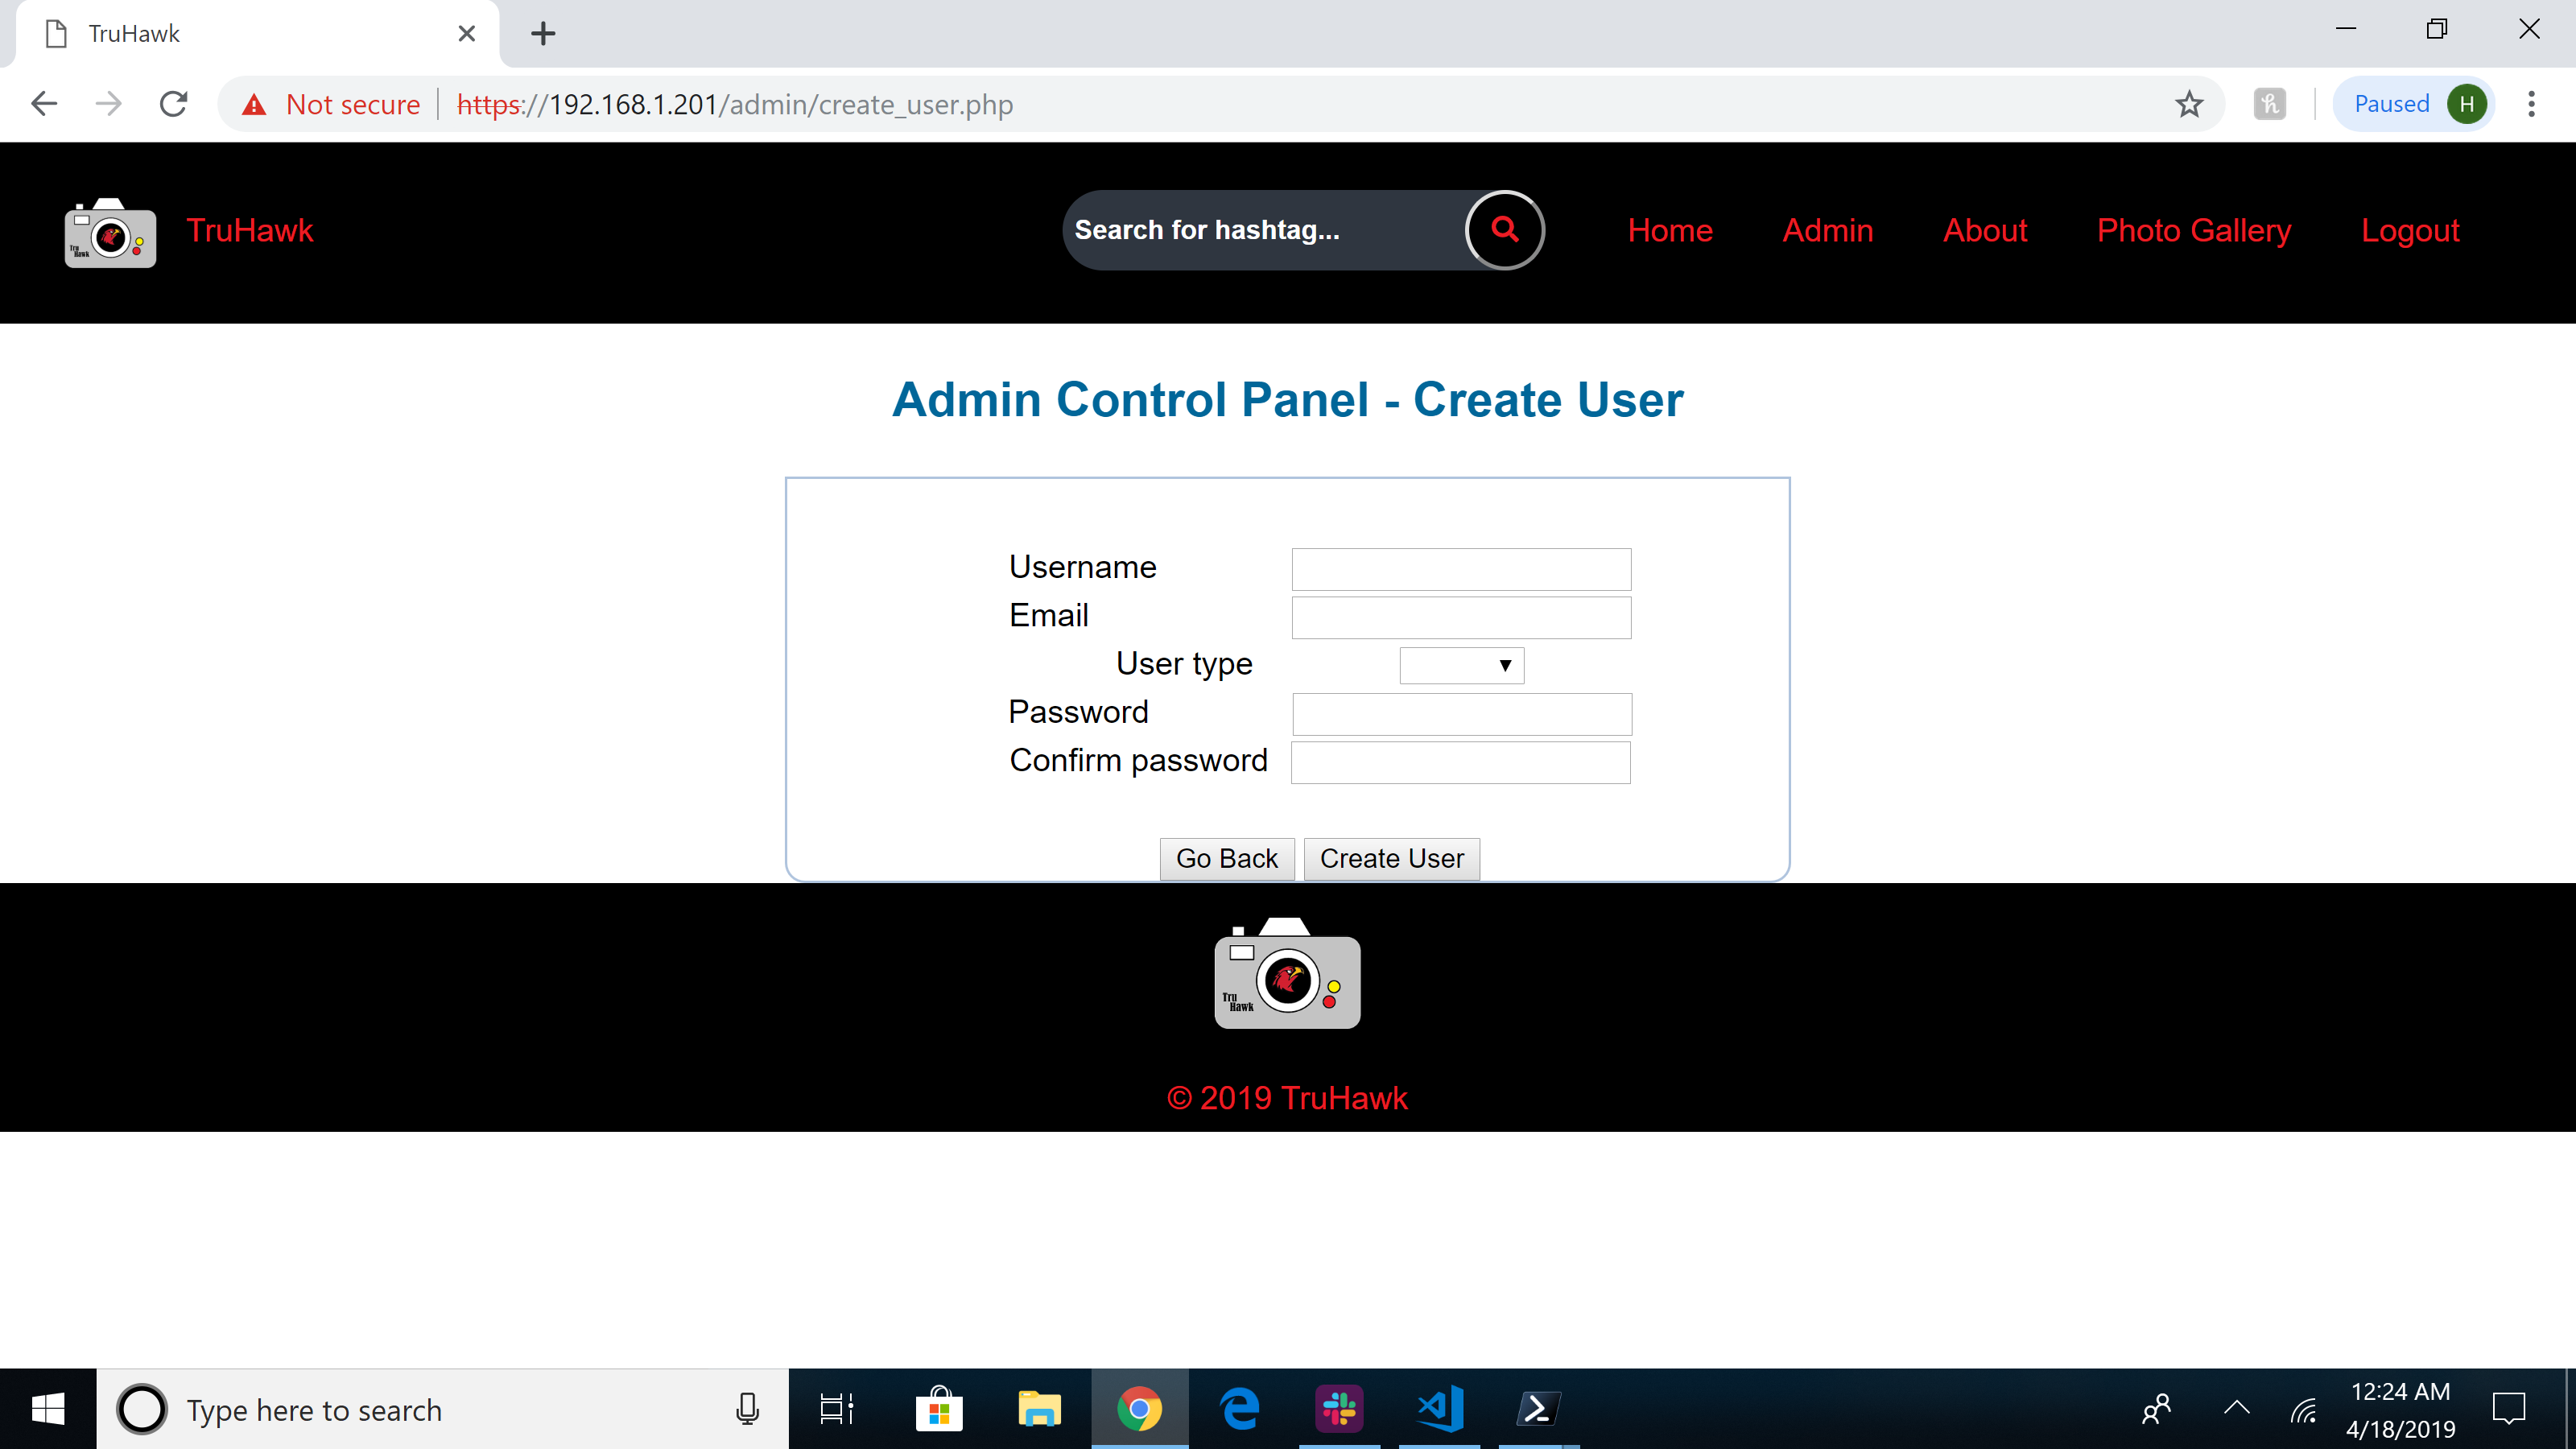 TruHawk
Not secure https://192.168.1.201/admin/create_user.php Paused H
Tru
Hawk
TruHawk Search for hashtag... Home Admin About Photo Gallery Logout
Admin Control Panel - Create User
Username
Email
User type
Password
Confirm password
Go Back Create User
Tru
Hawk
© 2019 TruHawk
Type here to search
12:24 AM
4/18/2019